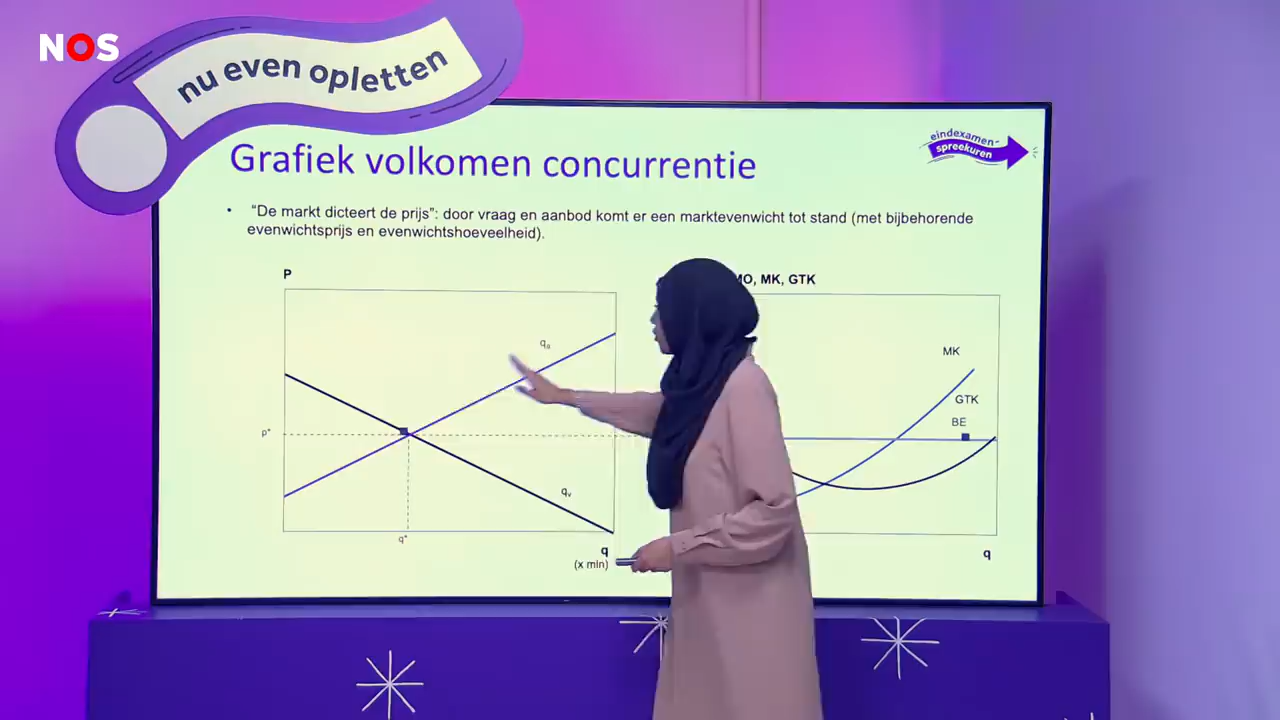 NOS
nu even opletten
eindexamen-
spreekuren
Grafiek volkomen concurrentie
• "De markt dicteert de prijs": door vraag en aanbod komt er een marktevenwicht tot stand (met bijbehorende
evenwichtsprijs en evenwichtshoeveelheid).
P
MO, MK, GTK
qa
MK
GTK
BE
p*
qv
q*
q
(x mln)
q